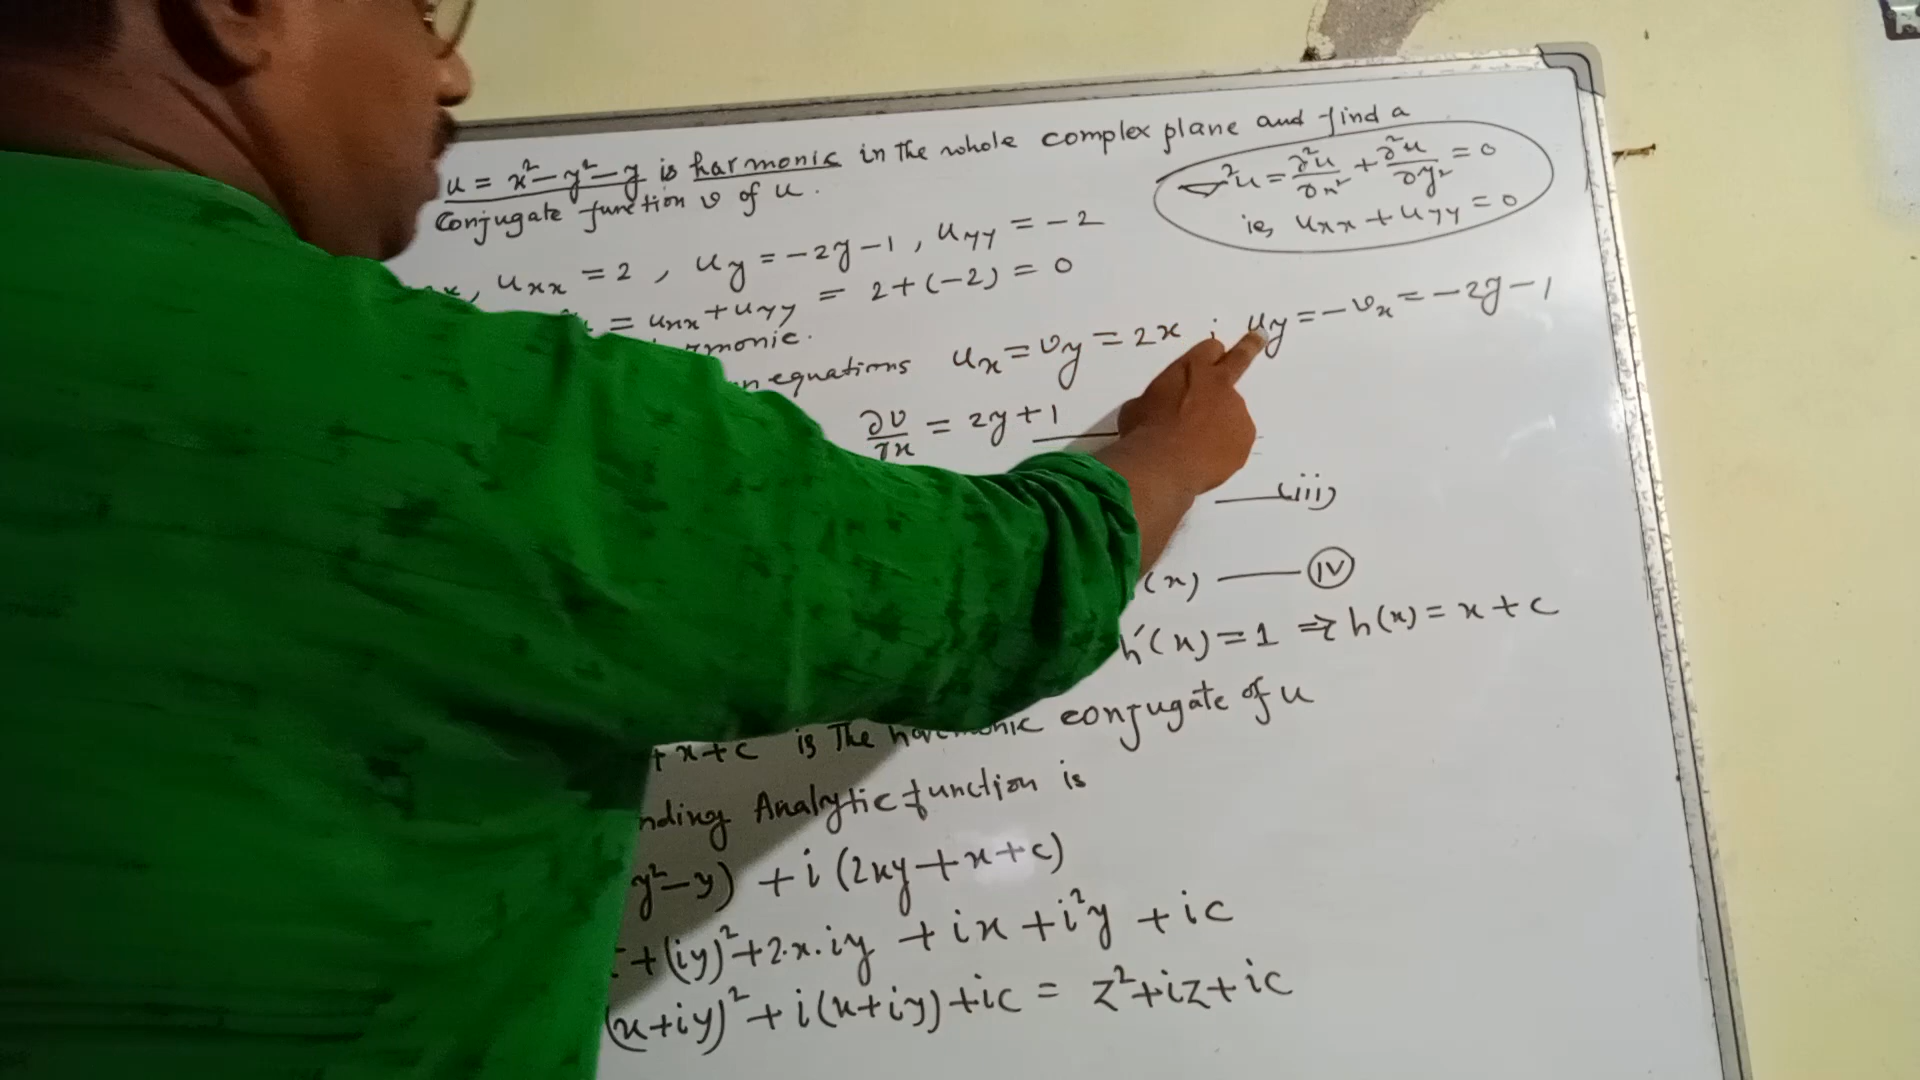 u = x² - y² - y is harmonic in the whole complex plane and find a
Conjugate function v of u.
∇²u = ∂²u/∂x² + ∂²u/∂y² = 0
ie, uxx + uyy = 0
x, uxx = 2, uy = -2y-1, uyy = -2
= uxx + uyy = 2+(-2) = 0
rmonic.
n equations ux = vy = 2x ; uy = -vx = -2y-1
∂v/∂x = 2y+1
(iii)
(x) (IV)
h'(x) = 1 ⇒ h(x) = x+c
+x+c is The harmonic conjugate of u
nding Analytic function is
y²-y) + i(2xy+x+c)
+(iy)²+2.x.iy + ix + i²y + ic
(x+iy)² + i(x+iy) + ic = z²+iz+ic